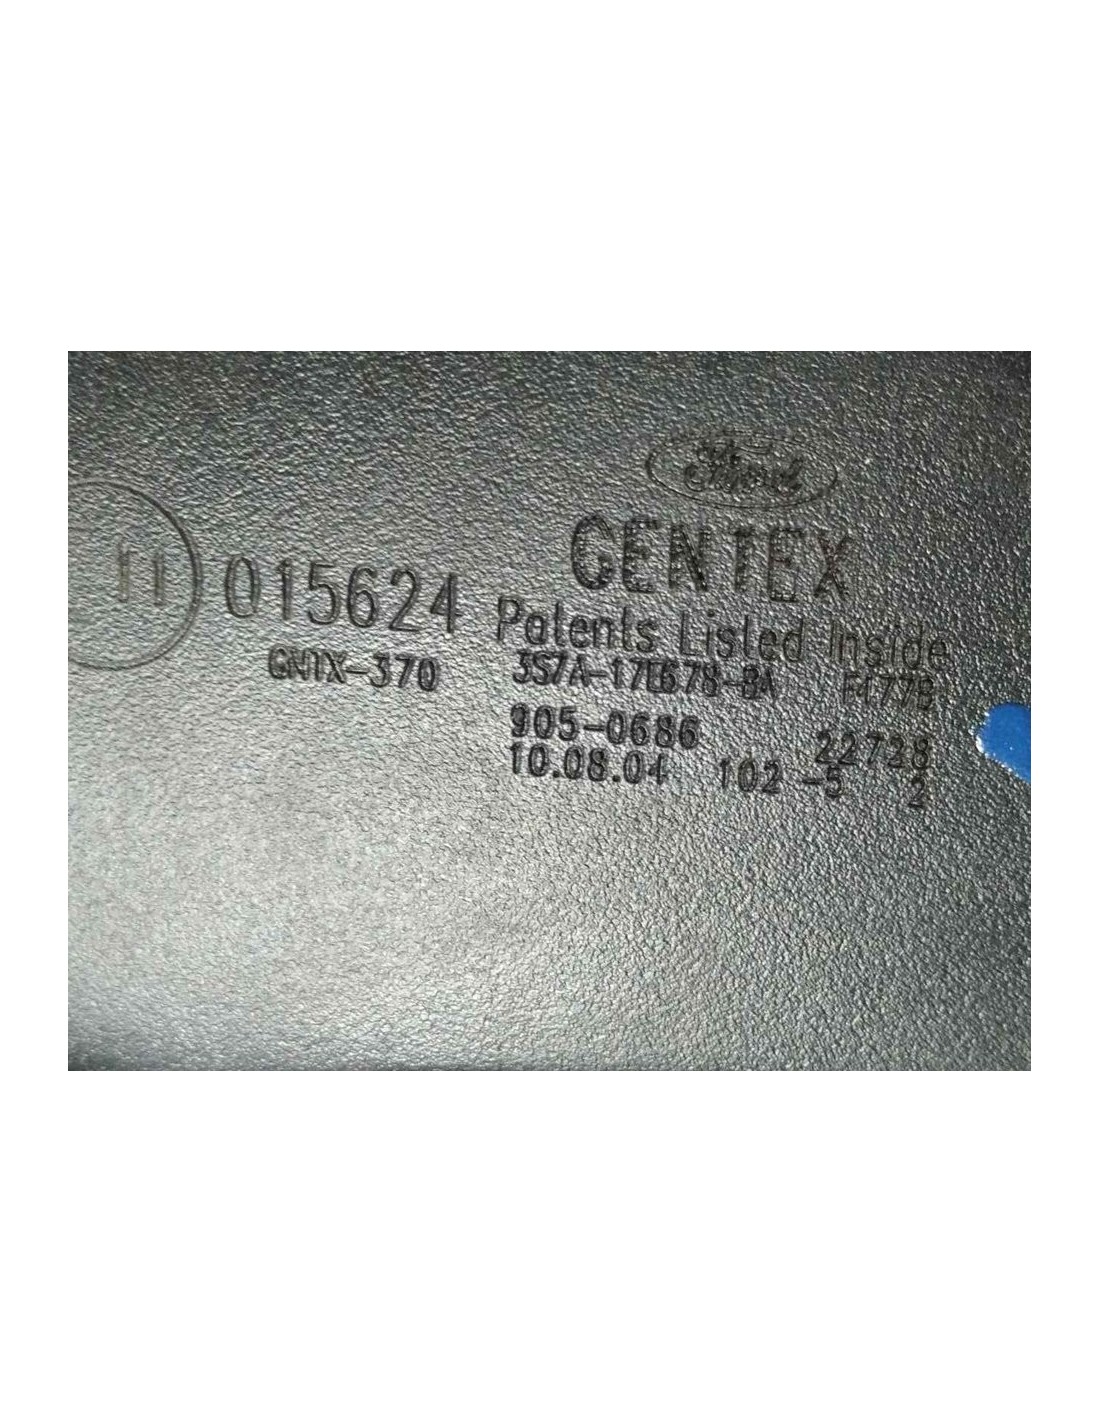 Ford
GENTEX
11 015624 Patents Listed Inside
GNTX-370 3S7A-17E678-BA F477B
905-0686 22728
10.08.04 102-5 2